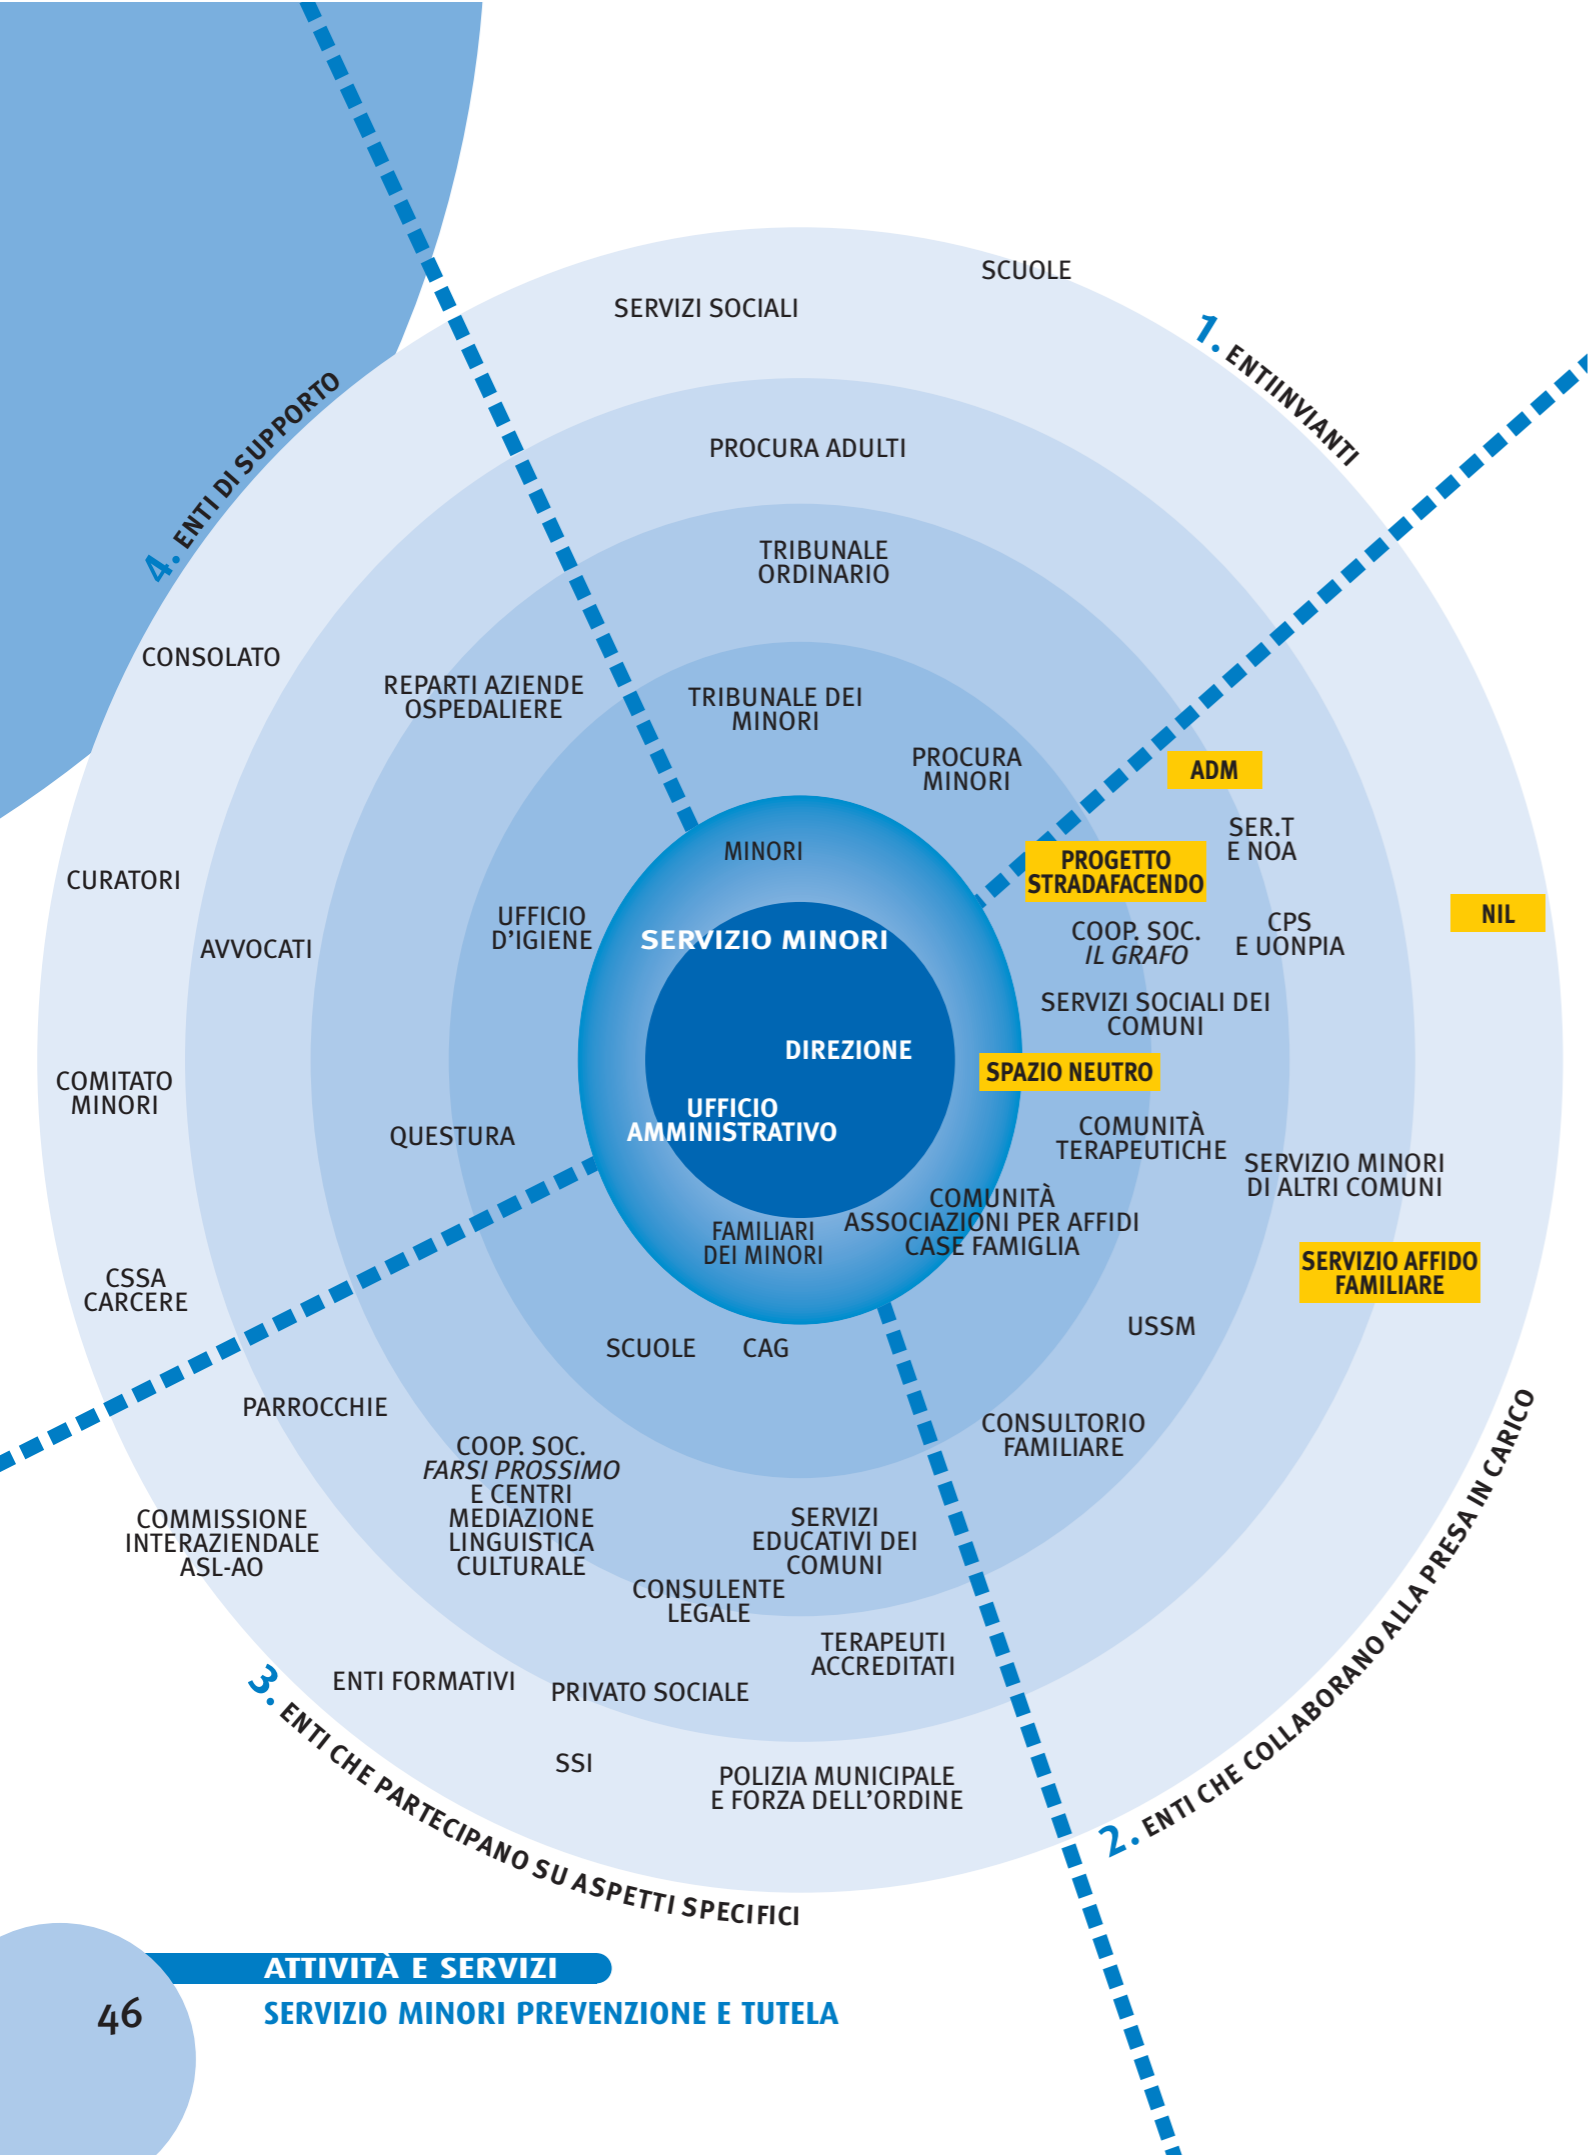 SCUOLE
SERVIZI SOCIALI
1. ENTIINVIANTI
4. ENTI DI SUPPORTO
PROCURA ADULTI
TRIBUNALE
ORDINARIO
CONSOLATO
REPARTI AZIENDE
OSPEDALIERE
TRIBUNALE DEI
MINORI
PROCURA
MINORI
ADM
SER.T
E NOA
MINORI
PROGETTO
STRADAFACENDO
CURATORI
NIL
UFFICIO
D'IGIENE
AVVOCATI
SERVIZIO MINORI
COOP. SOC.
IL GRAFO
CPS
E UONPIA
SERVIZI SOCIALI DEI
COMUNI
DIREZIONE
SPAZIO NEUTRO
COMITATO
MINORI
UFFICIO
AMMINISTRATIVO
QUESTURA
COMUNITÀ
TERAPEUTICHE
SERVIZIO MINORI
DI ALTRI COMUNI
COMUNITÀ
ASSOCIAZIONI PER AFFIDI
CASE FAMIGLIA
FAMILIARI
DEI MINORI
SERVIZIO AFFIDO
FAMILIARE
CSSA
CARCERE
USSM
SCUOLE
CAG
PARROCCHIE
CONSULTORIO
FAMILIARE
COOP. SOC.
FARSI PROSSIMO
E CENTRI
MEDIAZIONE
LINGUISTICA
CULTURALE
COMMISSIONE
INTERAZIENDALE
ASL-AO
SERVIZI
EDUCATIVI DEI
COMUNI
CONSULENTE
LEGALE
TERAPEUTI
ACCREDITATI
ENTI FORMATIVI
PRIVATO SOCIALE
SSI
POLIZIA MUNICIPALE
E FORZA DELL'ORDINE
2. ENTI CHE COLLABORANO ALLA PRESA IN CARICO
3. ENTI CHE PARTECIPANO SU ASPETTI SPECIFICI
ATTIVITÀ E SERVIZI
46
SERVIZIO MINORI PREVENZIONE E TUTELA